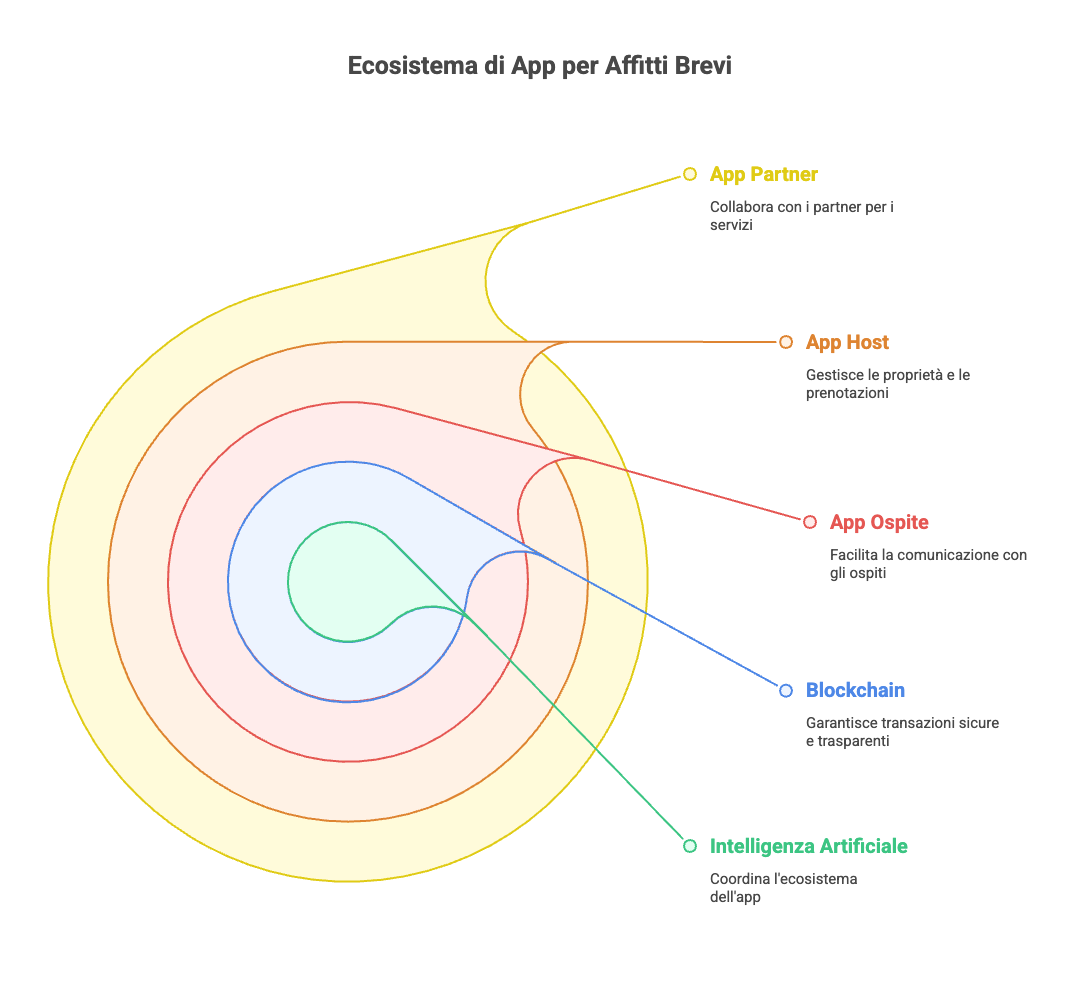 Ecosistema di App per Affitti Brevi
App Partner
Collabora con i partner per i
servizi
App Host
Gestisce le proprietà e le
prenotazioni
App Ospite
Facilita la comunicazione con
gli ospiti
Blockchain
Garantisce transazioni sicure
e trasparenti
Intelligenza Artificiale
Coordina l'ecosistema
dell'app